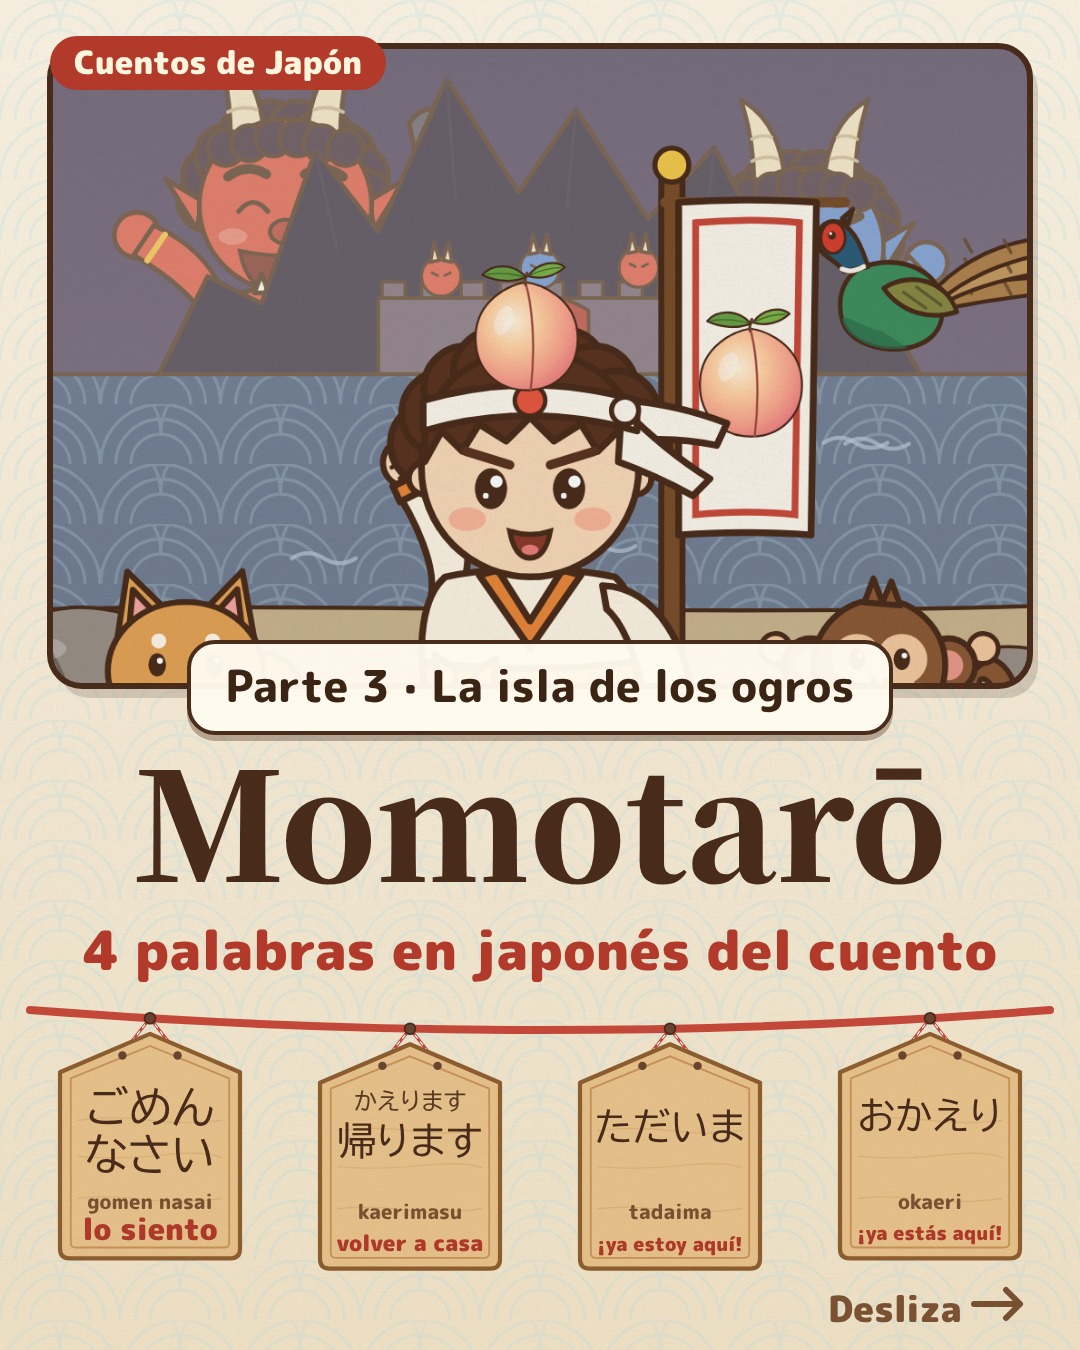 Cuentos de Japón
Parte 3 · La isla de los ogros
Momotarō
4 palabras en japonés del cuento
ごめん
なさい
gomen nasai
lo siento
かえります
帰ります
kaerimasu
volver a casa
ただいま
tadaima
¡ya estoy aquí!
おかえり
okaeri
¡ya estás aquí!
Desliza →